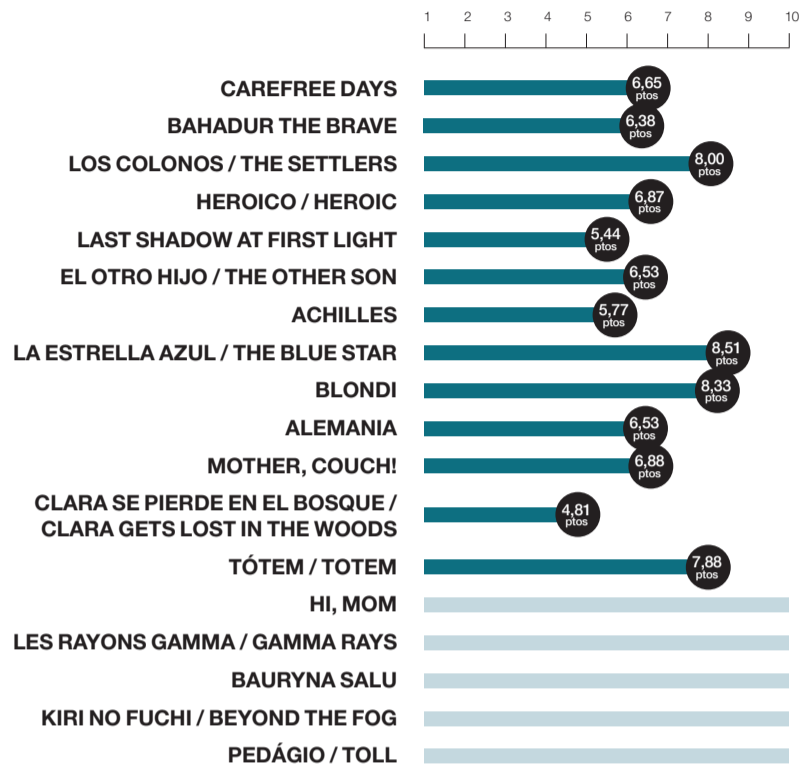 1 2 3 4 5 6 7 8 9 10
CAREFREE DAYS 6,65 ptos
BAHADUR THE BRAVE 6,38 ptos
LOS COLONOS / THE SETTLERS 8,00 ptos
HEROICO / HEROIC 6,87 ptos
LAST SHADOW AT FIRST LIGHT 5,44 ptos
EL OTRO HIJO / THE OTHER SON 6,53 ptos
ACHILLES 5,77 ptos
LA ESTRELLA AZUL / THE BLUE STAR 8,51 ptos
BLONDI 8,33 ptos
ALEMANIA 6,53 ptos
MOTHER, COUCH! 6,88 ptos
CLARA SE PIERDE EN EL BOSQUE /
CLARA GETS LOST IN THE WOODS 4,81 ptos
TÓTEM / TOTEM 7,88 ptos
HI, MOM
LES RAYONS GAMMA / GAMMA RAYS
BAURYNA SALU
KIRI NO FUCHI / BEYOND THE FOG
PEDÁGIO / TOLL